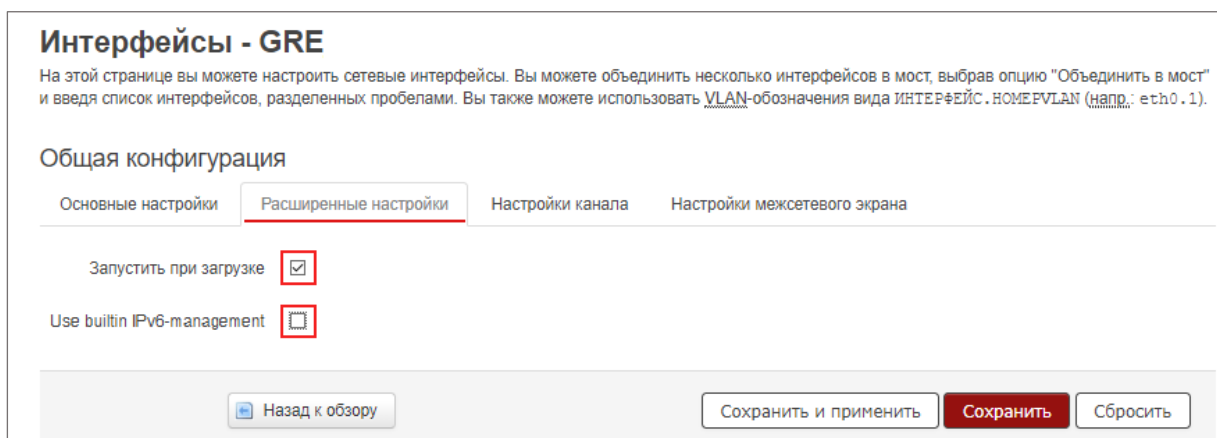 Интерфейсы - GRE
На этой странице вы можете настроить сетевые интерфейсы. Вы можете объединить несколько интерфейсов в мост, выбрав опцию "Объединить в мост"
и введя список интерфейсов, разделенных пробелами. Вы также можете использовать VLAN-обозначения вида ИНТЕРФЕЙС.НОМЕРVLAN (напр.: eth0.1).
Общая конфигурация
Основные настройки Расширенные настройки Настройки канала Настройки межсетевого экрана
Запустить при загрузке
Use builtin IPv6-management
Назад к обзору Сохранить и применить Сохранить Сбросить